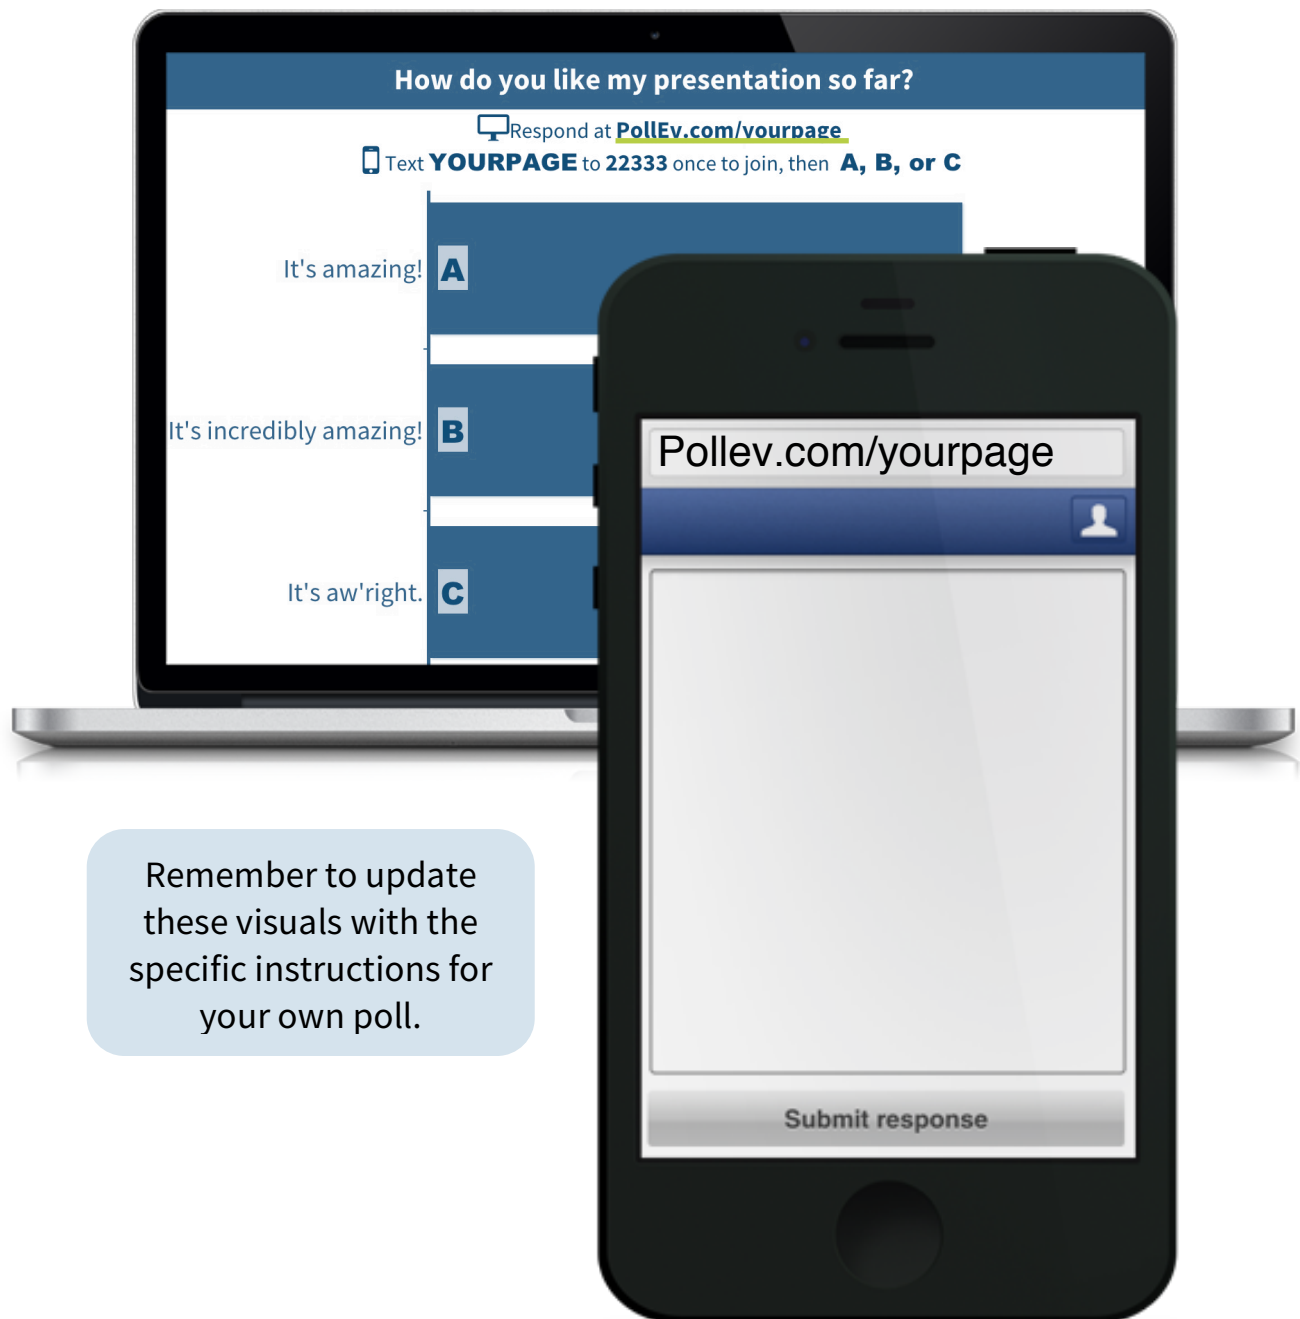 How do you like my presentation so far?
Respond at PollEv.com/yourpage
Text YOURPAGE to 22333 once to join, then A, B, or C
It's amazing! A
It's incredibly amazing! B
It's aw'right. C
Pollev.com/yourpage
Submit response
Remember to update
these visuals with the
specific instructions for
your own poll.